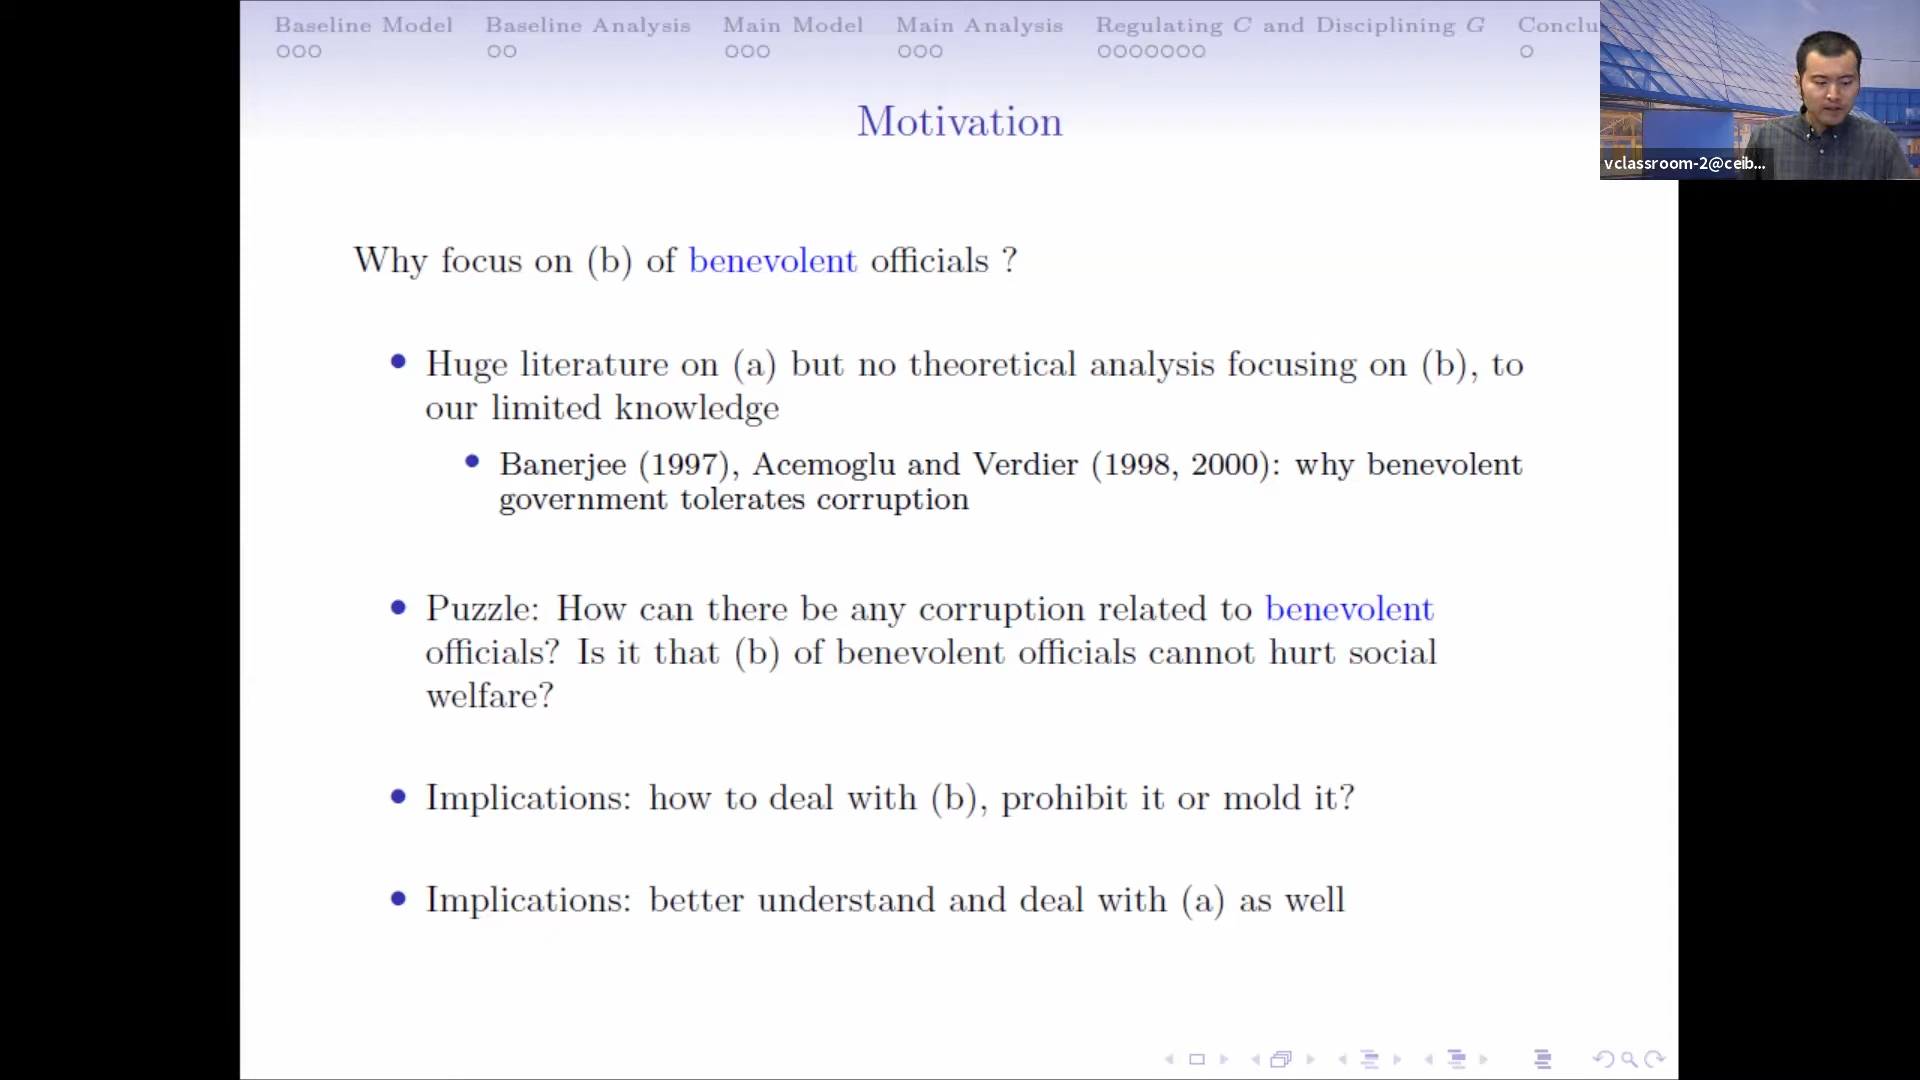 Baseline Model Baseline Analysis Main Model Main Analysis Regulating C and Disciplining G Conclu
Motivation
vclassroom-2@ceib...
Why focus on (b) of benevolent officials ?
• Huge literature on (a) but no theoretical analysis focusing on (b), to
our limited knowledge
• Banerjee (1997), Acemoglu and Verdier (1998, 2000): why benevolent
government tolerates corruption
• Puzzle: How can there be any corruption related to benevolent
officials? Is it that (b) of benevolent officials cannot hurt social
welfare?
• Implications: how to deal with (b), prohibit it or mold it?
• Implications: better understand and deal with (a) as well